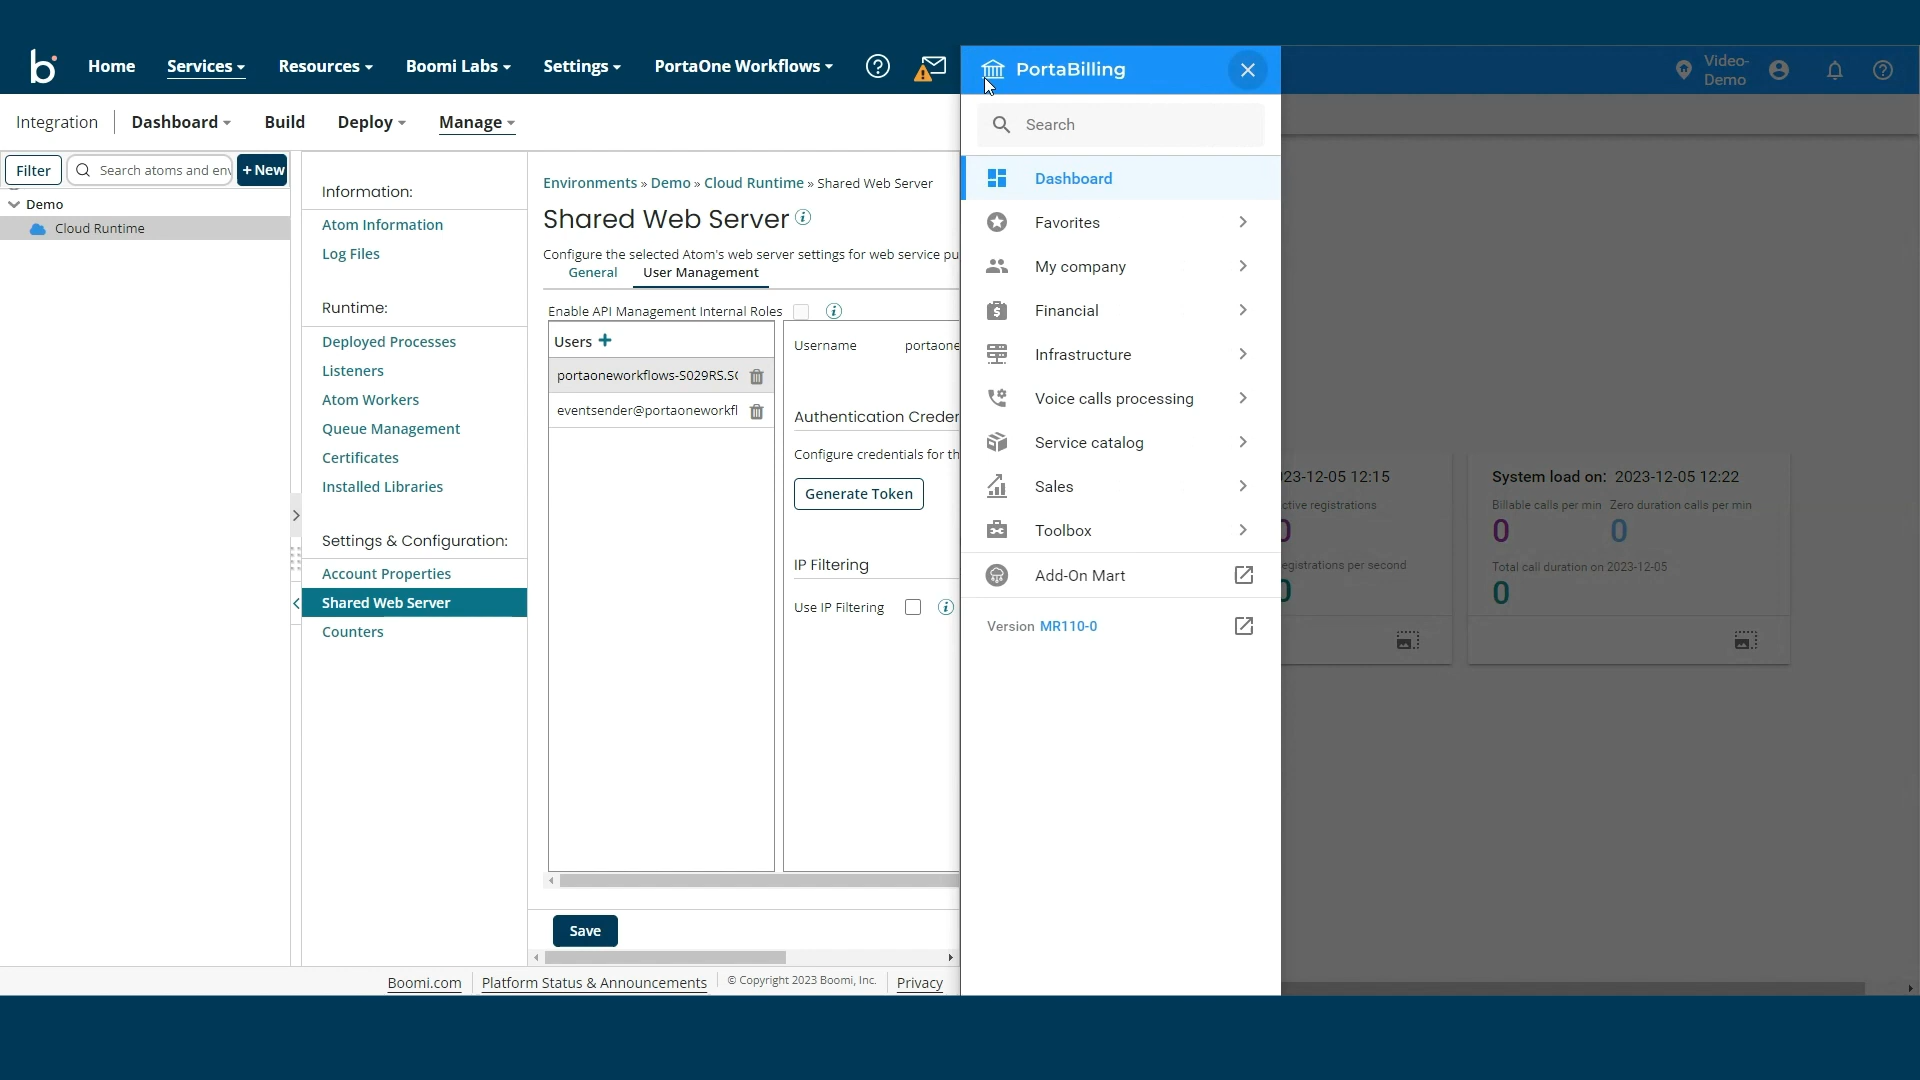 Home
Services
Resources
Boomi Labs
Settings
PortaOne Workflows
Integration
Dashboard
Build
Deploy
Manage
Filter
Search atoms and env
+ New
Demo
Cloud Runtime
Information:
Atom Information
Log Files
Runtime:
Deployed Processes
Listeners
Atom Workers
Queue Management
Certificates
Installed Libraries
Settings & Configuration:
Account Properties
Shared Web Server
Counters
Environments » Demo » Cloud Runtime » Shared Web Server
Shared Web Server
Configure the selected Atom's web server settings for web service pu
General
User Management
Enable API Management Internal Roles
Users
portaoneworkflows-S029RS.SC
eventsender@portaoneworkfl
Username portaone
Authentication Creder
Configure credentials for th
Generate Token
IP Filtering
Use IP Filtering
Save
Boomi.com
Platform Status & Announcements
© Copyright 2023 Boomi, Inc.
Privacy
PortaBilling
Search
Dashboard
Favorites
My company
Financial
Infrastructure
Voice calls processing
Service catalog
Sales
Toolbox
Add-On Mart
Version MR110-0
Video-
Demo
23-12-05 12:15
ctive registrations
0
egistrations per second
0
System load on: 2023-12-05 12:22
Billable calls per min Zero duration calls per min
0 0
Total call duration on 2023-12-05
0